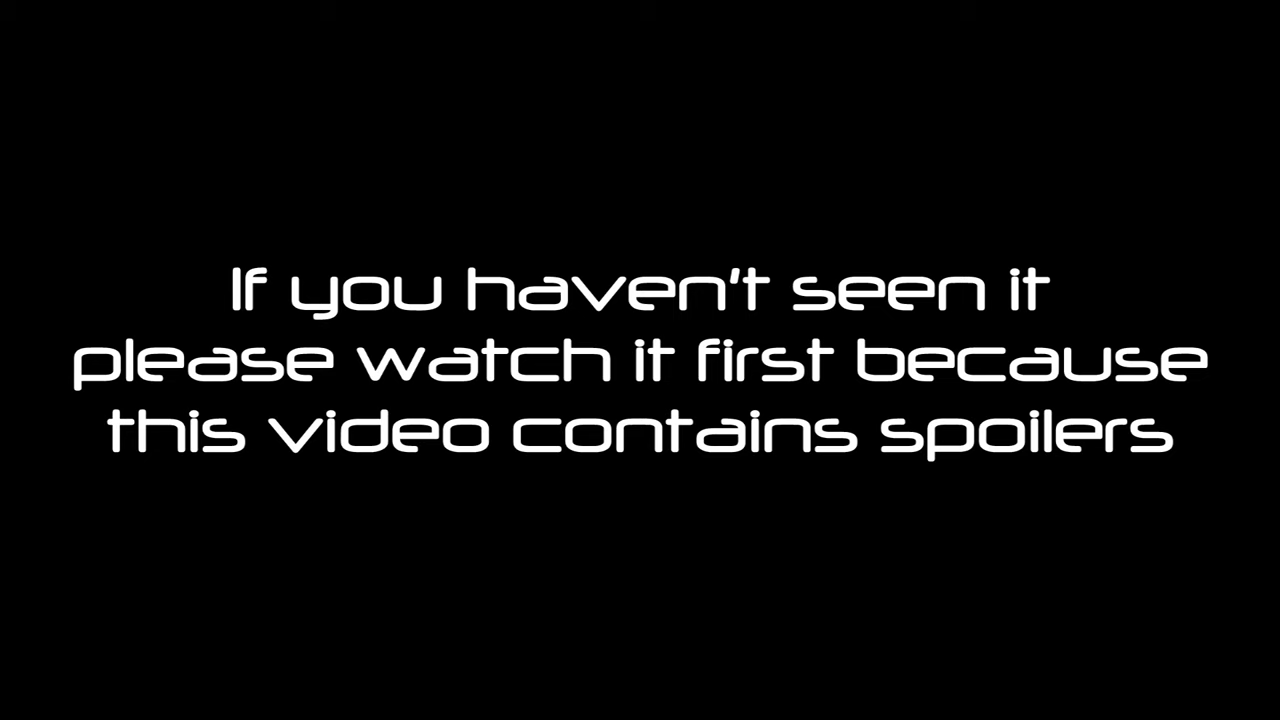 If you haven't seen it
please watch it first because
this video contains spoilers